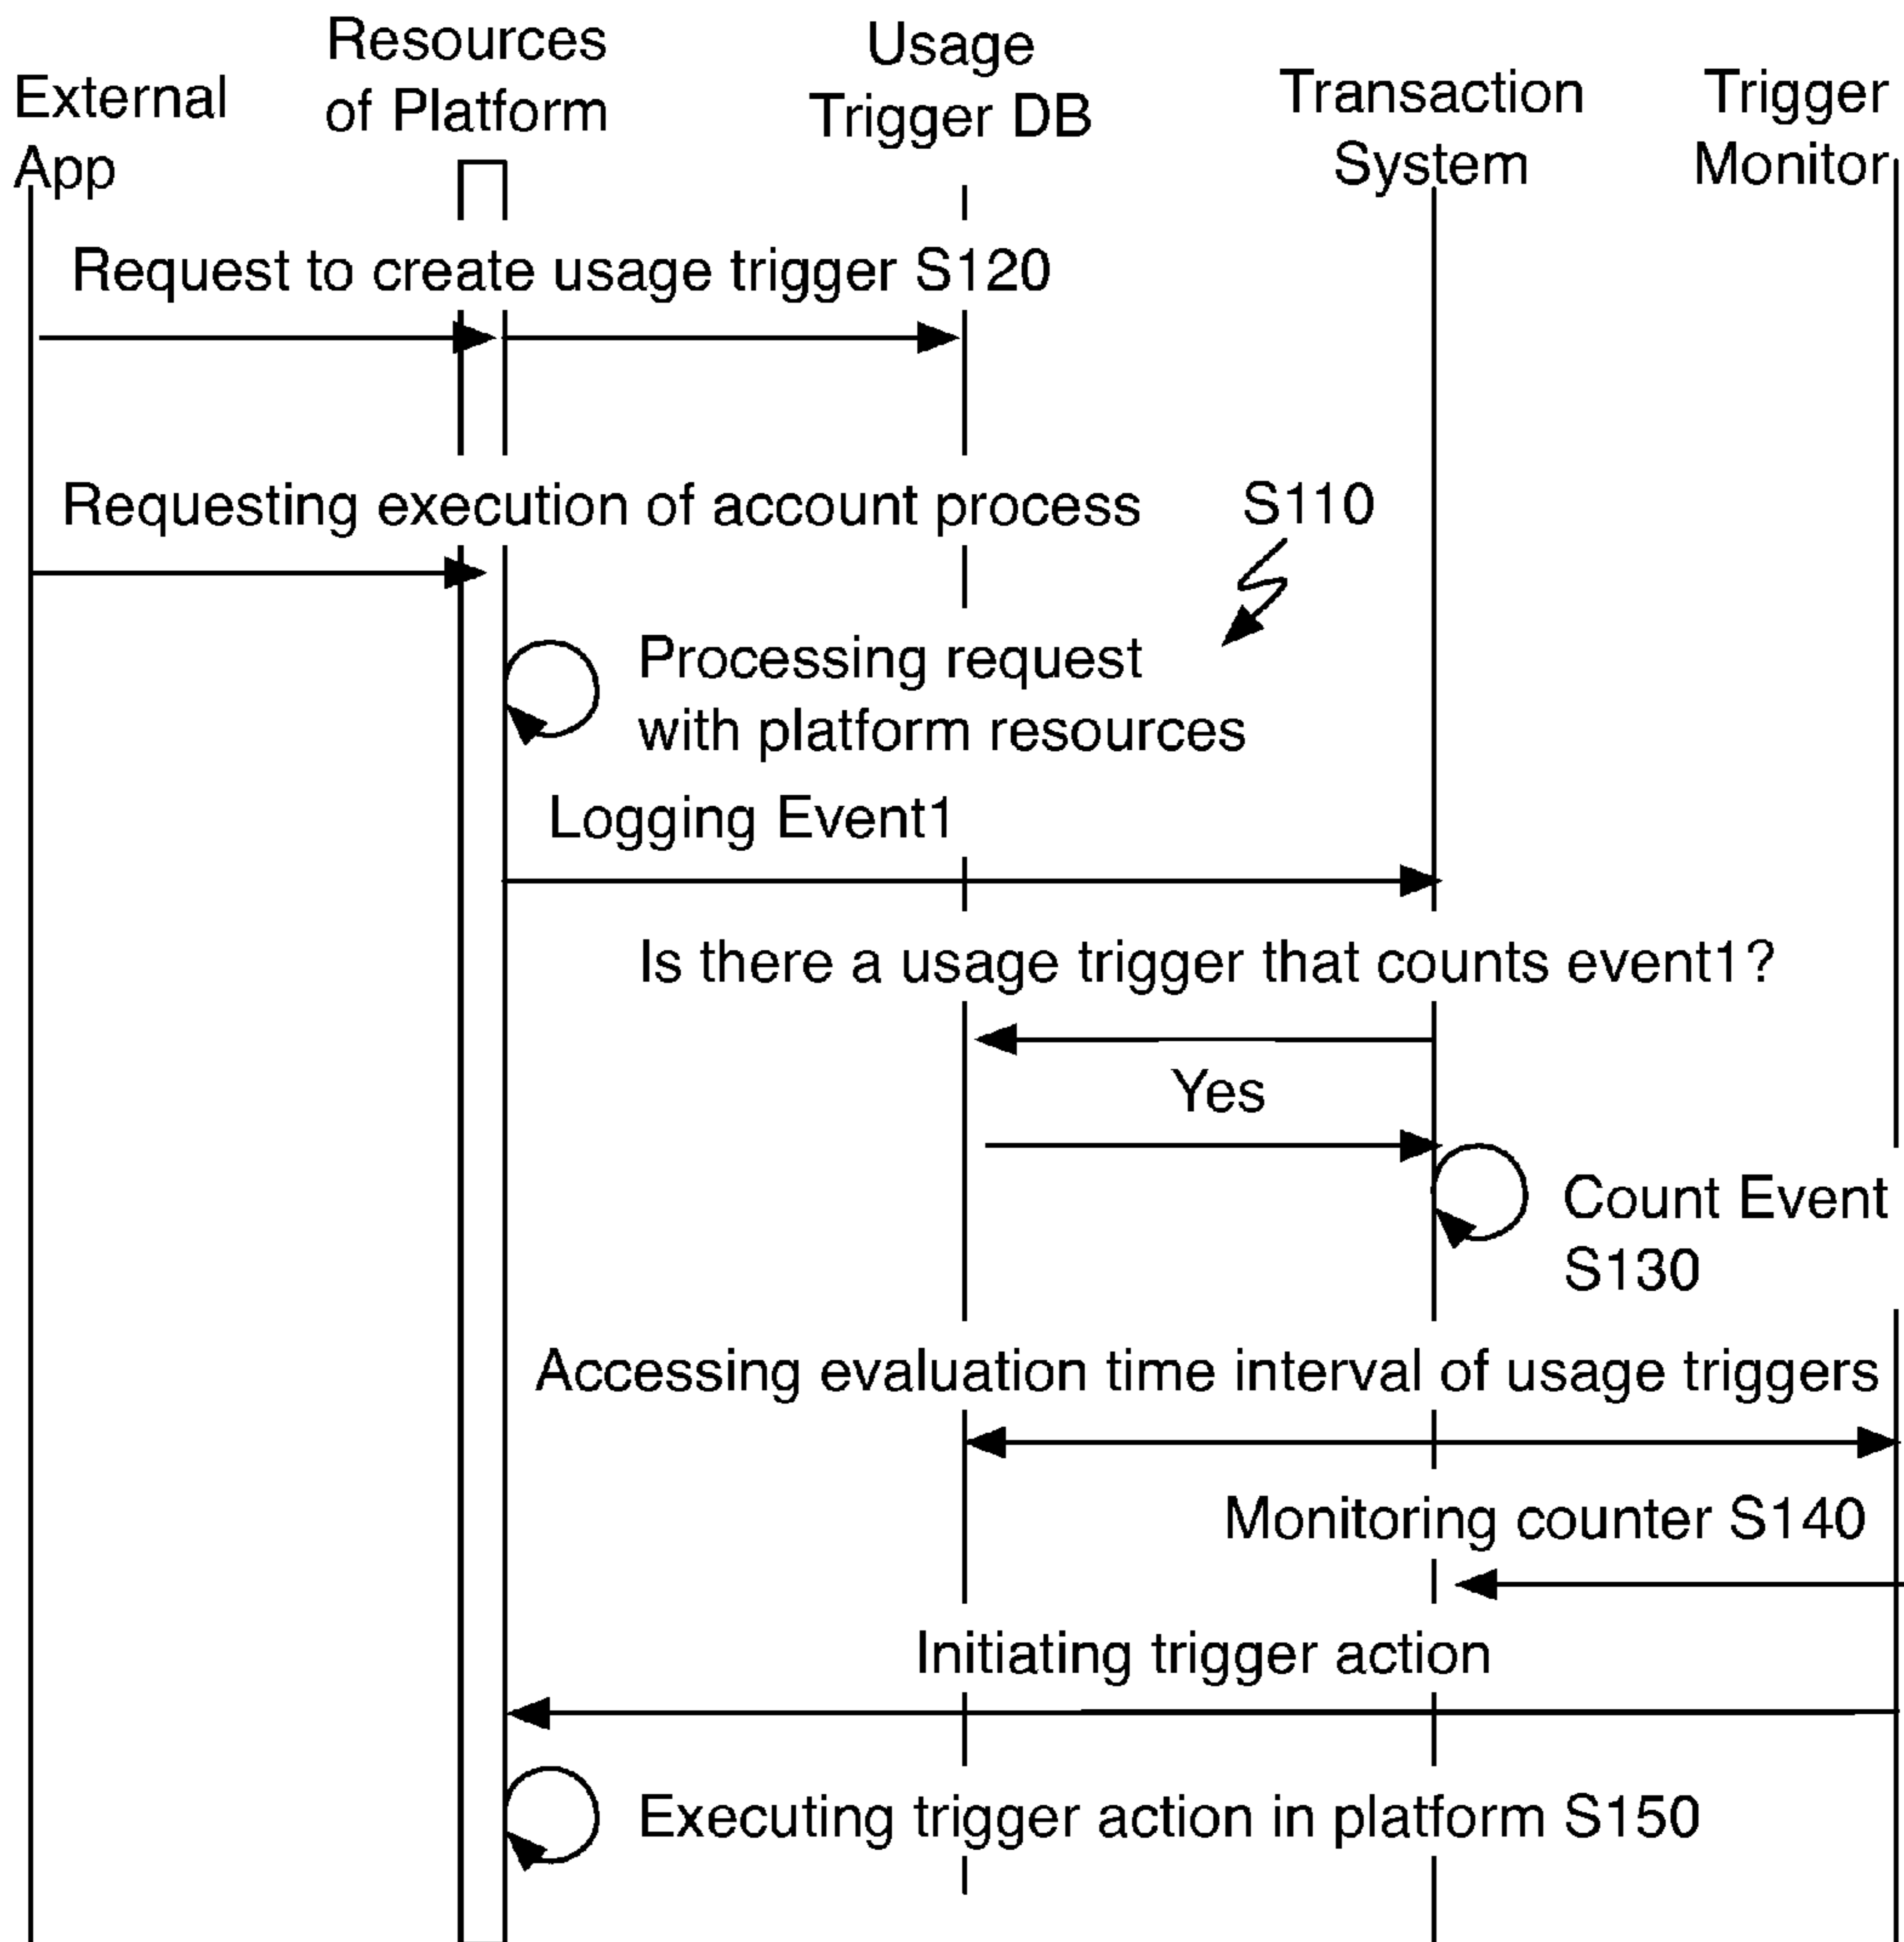 External
App
Resources
of Platform
Usage
Trigger DB
Transaction
System
Trigger
Monitor
Request to create usage trigger S120
Requesting execution of account process
S110
Processing request
with platform resources
Logging Event1
Is there a usage trigger that counts event1?
Yes
Count Event
S130
Accessing evaluation time interval of usage triggers
Monitoring counter S140
Initiating trigger action
Executing trigger action in platform S150